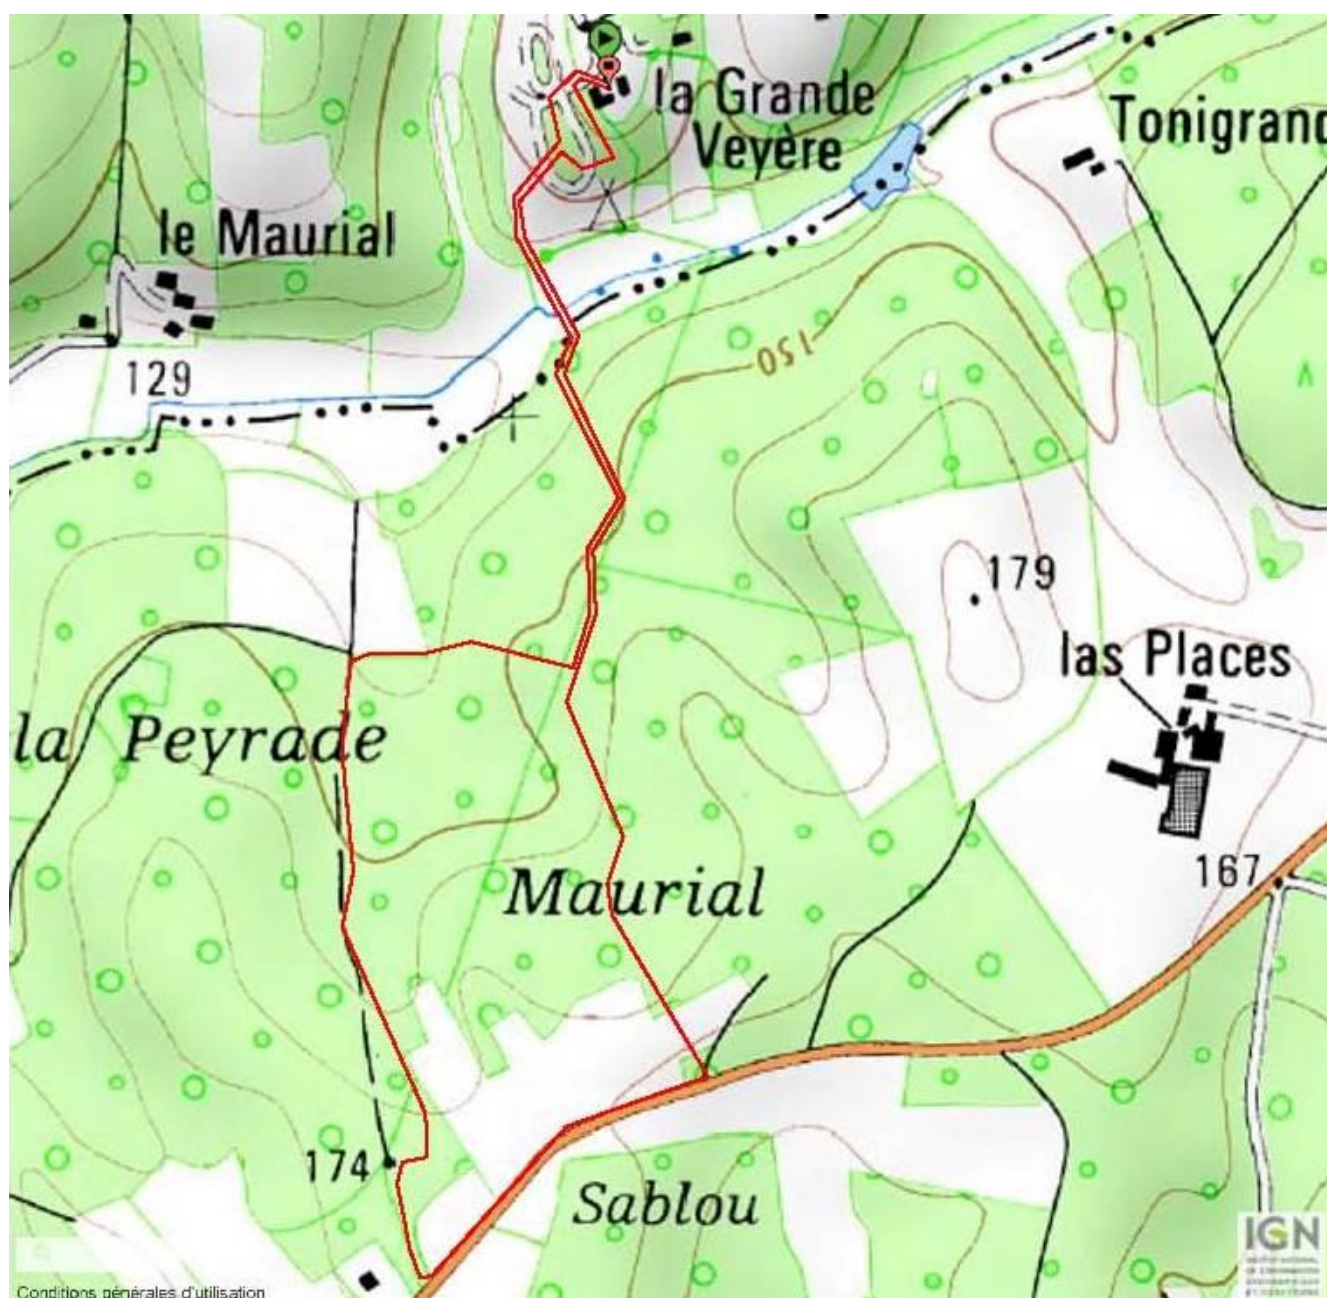 la Grande
Veyère
Tonigrand
le Maurial
129
150
179
las Places
la Peyrade
167
Maurial
174
Sablou
IGN
Conditions générales d'utilisation